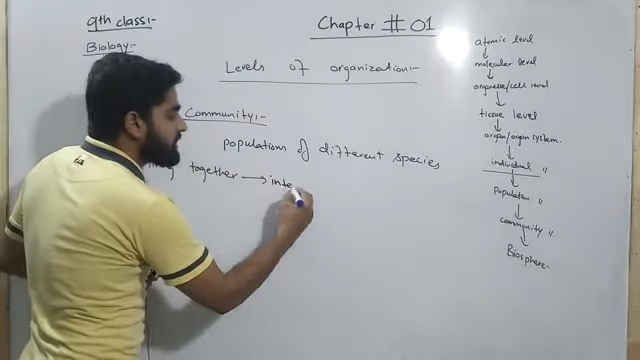 9th class:-
Biology:-
Chapter # 01
Levels of organization:-
Community:-
population of different species
together → inte
atomic level
↓
molecular level
↓
organelle/cell level
↓
tissue level
↓
organ/organ system.
↓
individual "
↓
Population "
↓
community "
↓
Biosphere.